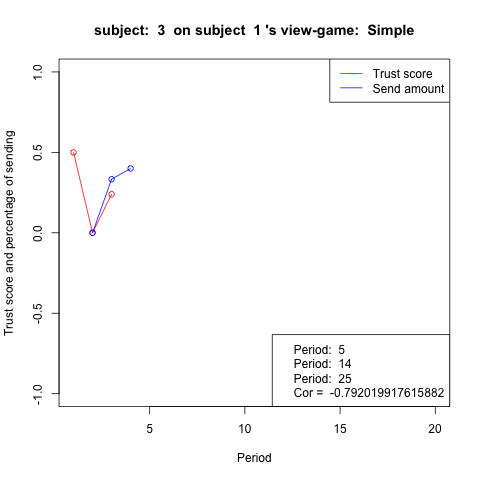 subject:  3  on subject  1 's view-game:  Simple
Trust score and percentage of sending
1.0
0.5
0.0
-0.5
-1.0
Trust score
Send amount
Period:  5
Period:  14
Period:  25
Cor =  -0.792019917615882
5
10
15
20
Period